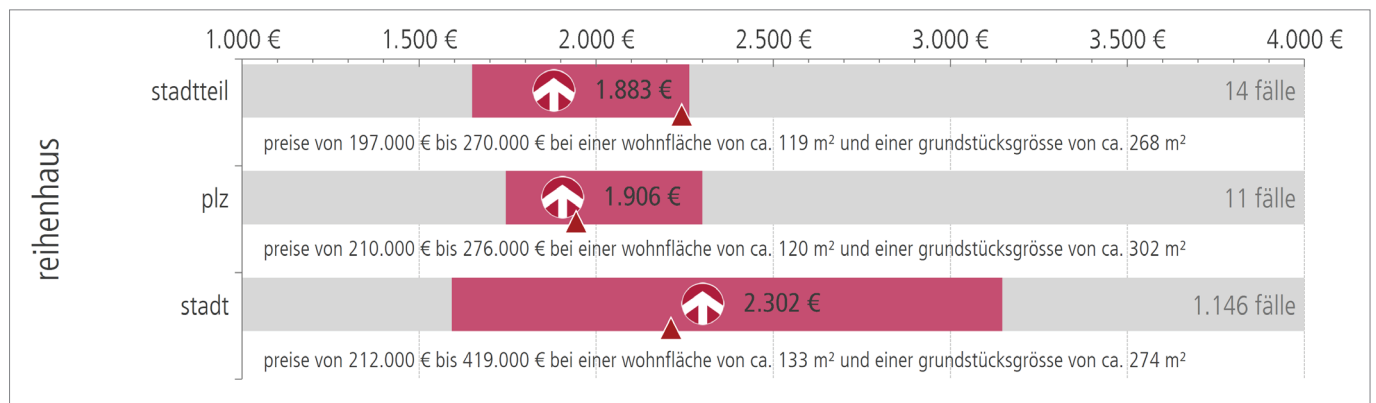 1.000 € 1.500 € 2.000 € 2.500 € 3.000 € 3.500 € 4.000 €
reihenhaus
stadtteil 1.883 € 14 fälle
preise von 197.000 € bis 270.000 € bei einer wohnfläche von ca. 119 m² und einer grundstücksgrösse von ca. 268 m²
plz 1.906 € 11 fälle
preise von 210.000 € bis 276.000 € bei einer wohnfläche von ca. 120 m² und einer grundstücksgrösse von ca. 302 m²
stadt 2.302 € 1.146 fälle
preise von 212.000 € bis 419.000 € bei einer wohnfläche von ca. 133 m² und einer grundstücksgrösse von ca. 274 m²